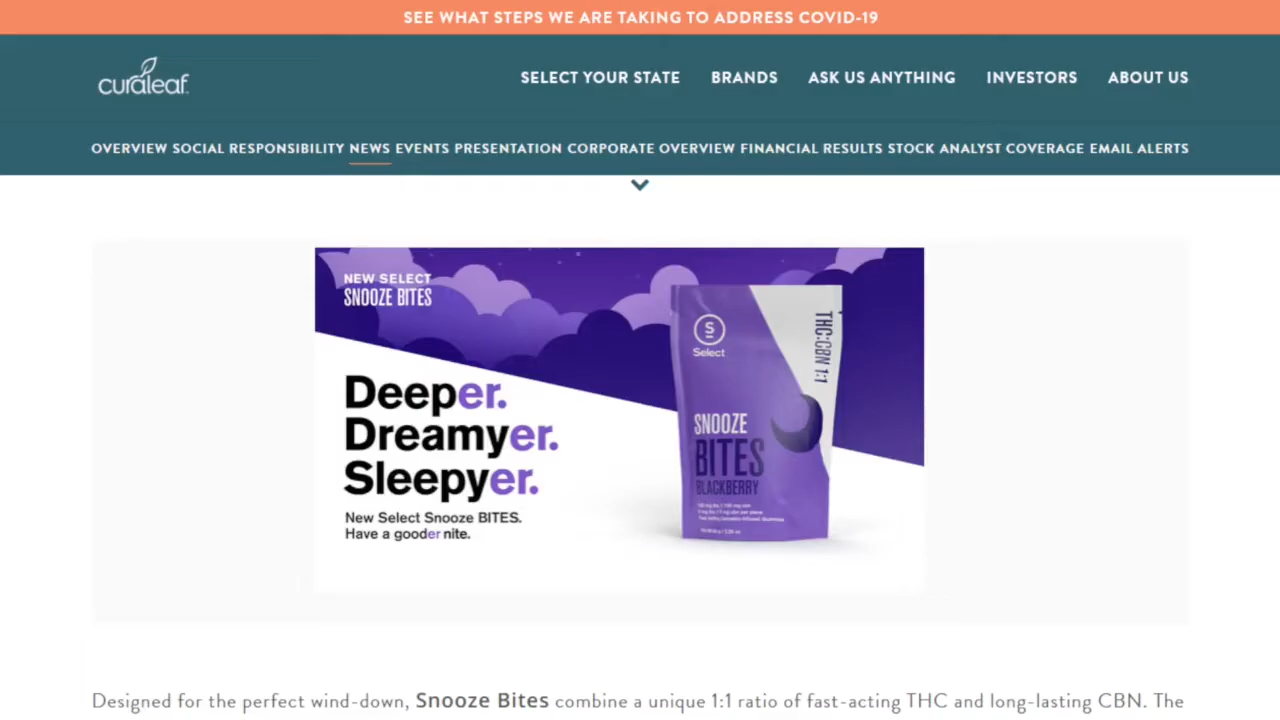 SEE WHAT STEPS WE ARE TAKING TO ADDRESS COVID-19
curaleaf
SELECT YOUR STATE BRANDS ASK US ANYTHING INVESTORS ABOUT US
OVERVIEW SOCIAL RESPONSIBILITY NEWS EVENTS PRESENTATION CORPORATE OVERVIEW FINANCIAL RESULTS STOCK ANALYST COVERAGE EMAIL ALERTS
NEW SELECT
SNOOZE BITES
Deeper.
Dreamyer.
Sleepyer.
New Select Snooze BITES.
Have a gooder nite.
S
Select
THC:CBN 1:1
SNOOZE
BITES
BLACKBERRY
Designed for the perfect wind-down, Snooze Bites combine a unique 1:1 ratio of fast-acting THC and long-lasting CBN. The